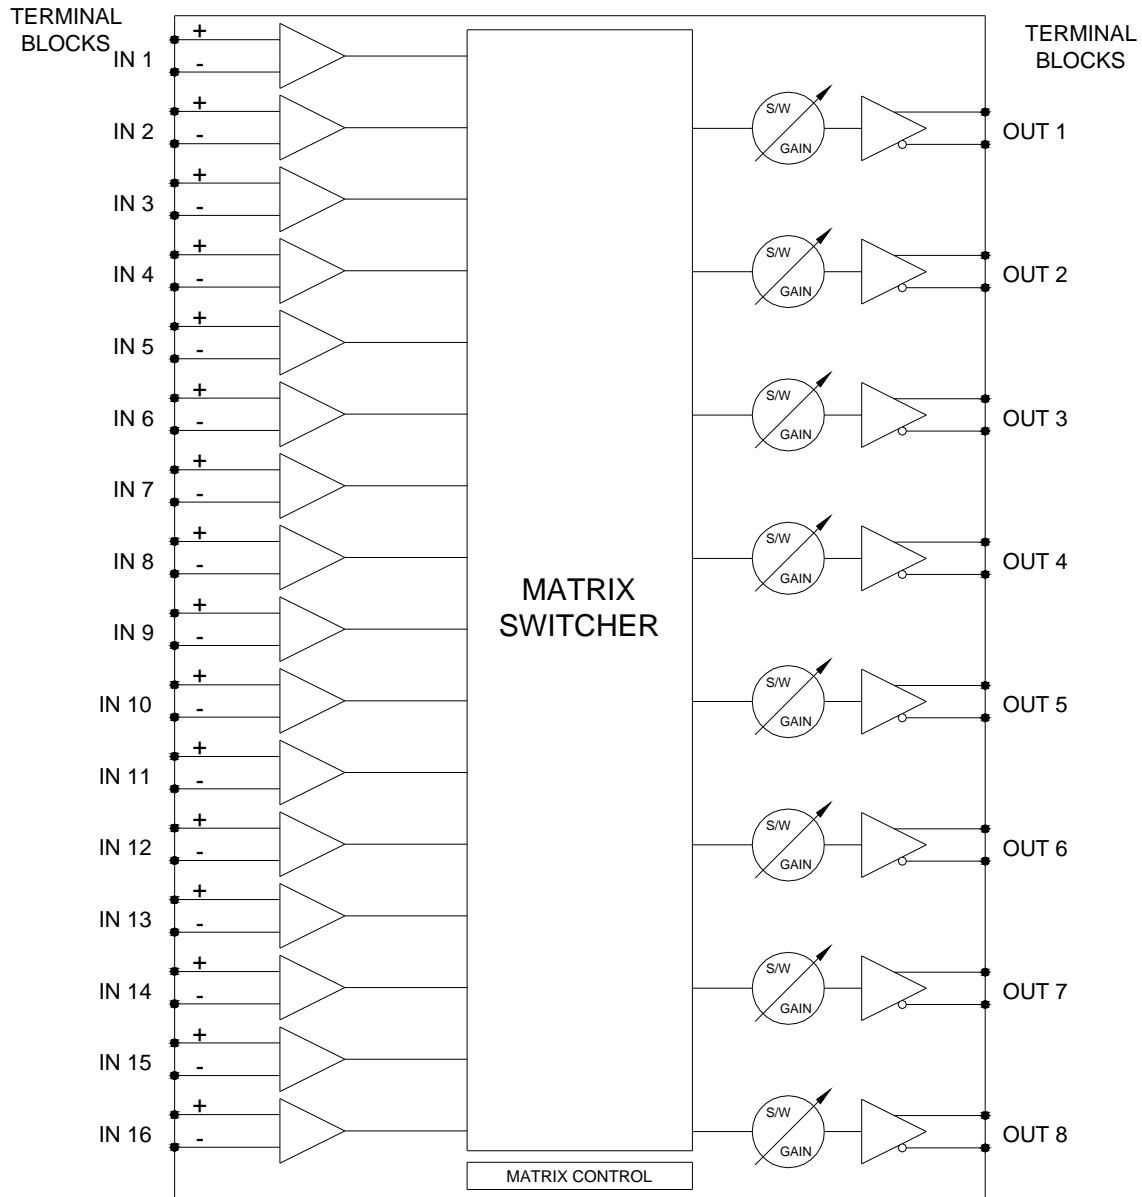 TERMINAL
BLOCKS
TERMINAL
BLOCKS
+
IN 1
-
+
IN 2
-
+
IN 3
-
+
IN 4
-
+
IN 5
-
+
IN 6
-
+
IN 7
-
+
IN 8
-
+
IN 9
-
+
IN 10
-
+
IN 11
-
+
IN 12
-
+
IN 13
-
+
IN 14
-
+
IN 15
-
+
IN 16
-
MATRIX
SWITCHER
MATRIX CONTROL
S/W
GAIN
OUT 1
S/W
GAIN
OUT 2
S/W
GAIN
OUT 3
S/W
GAIN
OUT 4
S/W
GAIN
OUT 5
S/W
GAIN
OUT 6
S/W
GAIN
OUT 7
S/W
GAIN
OUT 8